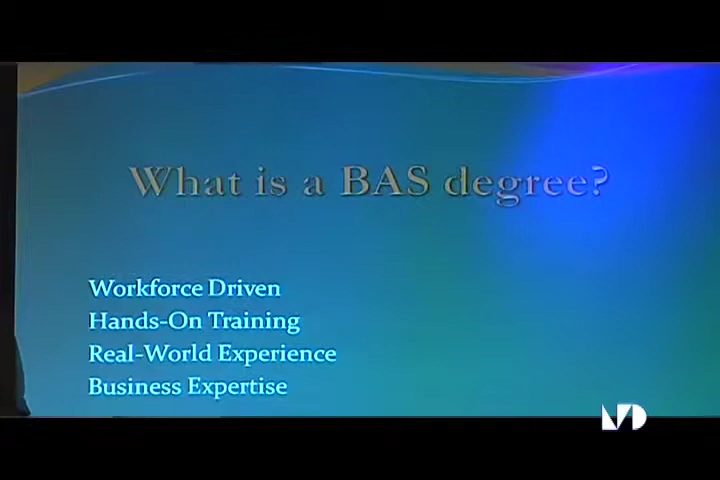 What is a BAS degree?
Workforce Driven
Hands-On Training
Real-World Experience
Business Expertise